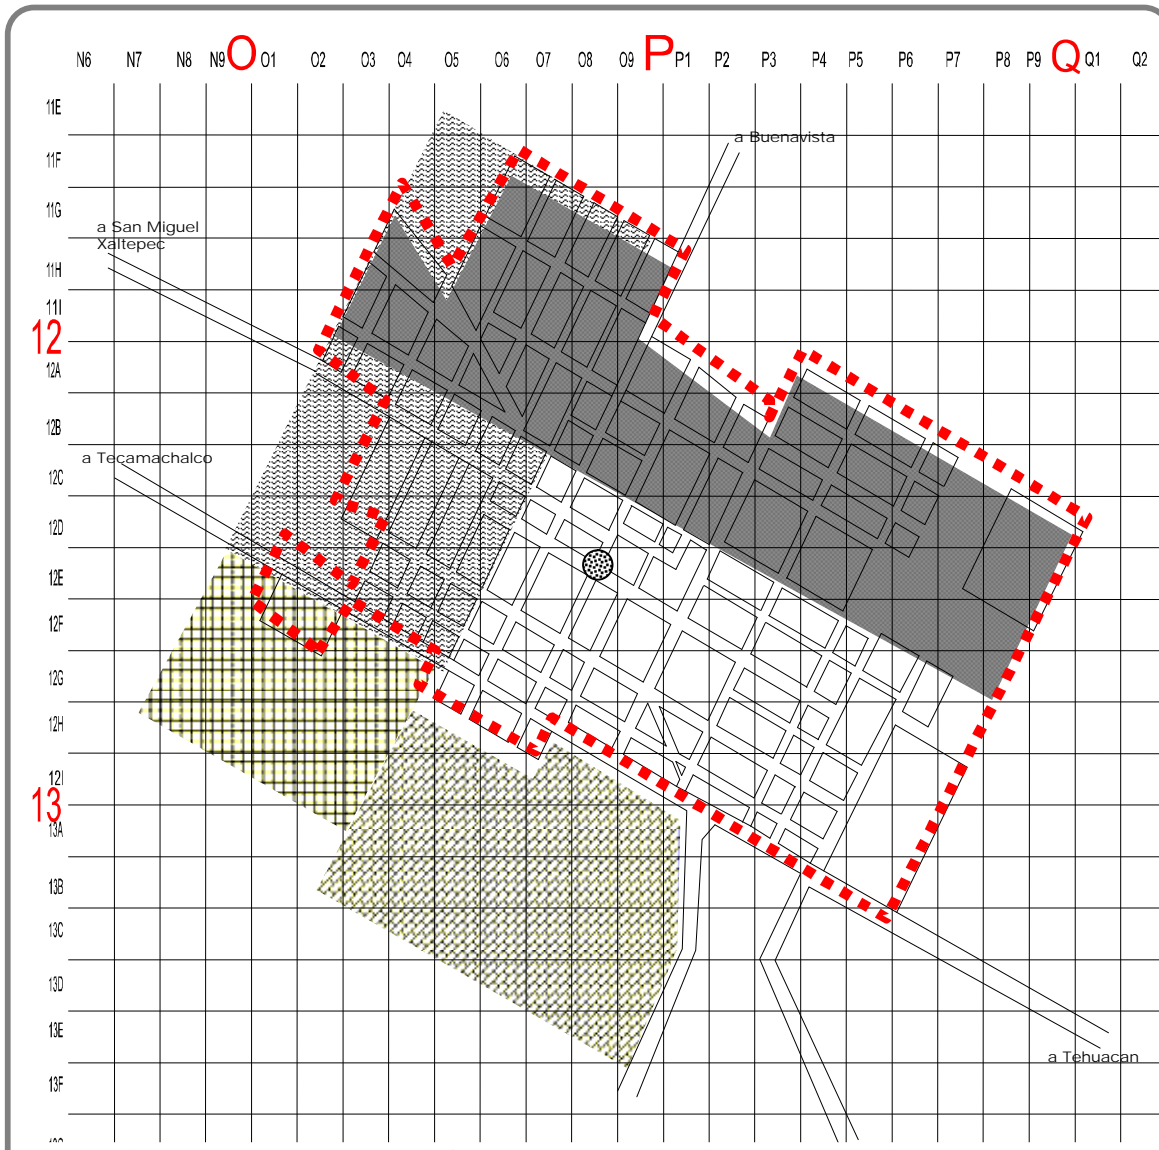 N6 N7 N8 N9 O O1 O2 O3 O4 O5 O6 O7 O8 O9 P P1 P2 P3 P4 P5 P6 P7 P8 P9 Q Q1 Q2
11E
a Buenavista
11F
11G
a San Miguel
Xaltepec
11H
11I
12
12A
12B
a Tecamachalco
12C
12D
12E
12F
12G
12H
12I
13
13A
13B
13C
13D
13E
a Tehuacan
13F